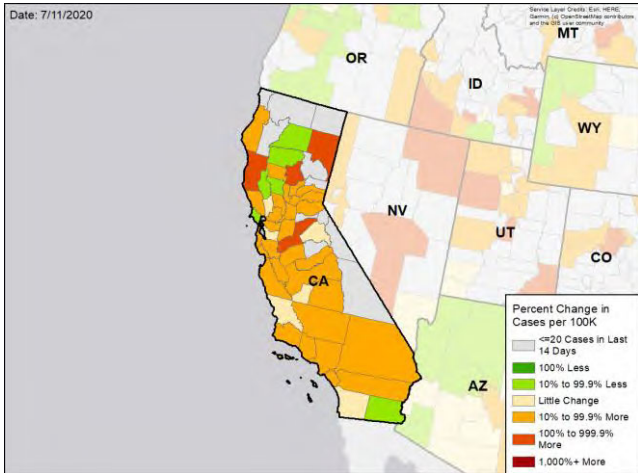 Date: 7/11/2020
Service Layer Credits: Esri, HERE,
Garmin, (c) OpenStreetMap contributors,
and the GIS user community
MT
OR
ID
WY
NV
UT
CO
CA
AZ
Percent Change in
Cases per 100K
<=20 Cases in Last
14 Days
100% Less
10% to 99.9% Less
Little Change
10% to 99.9% More
100% to 999.9%
More
1,000%+ More